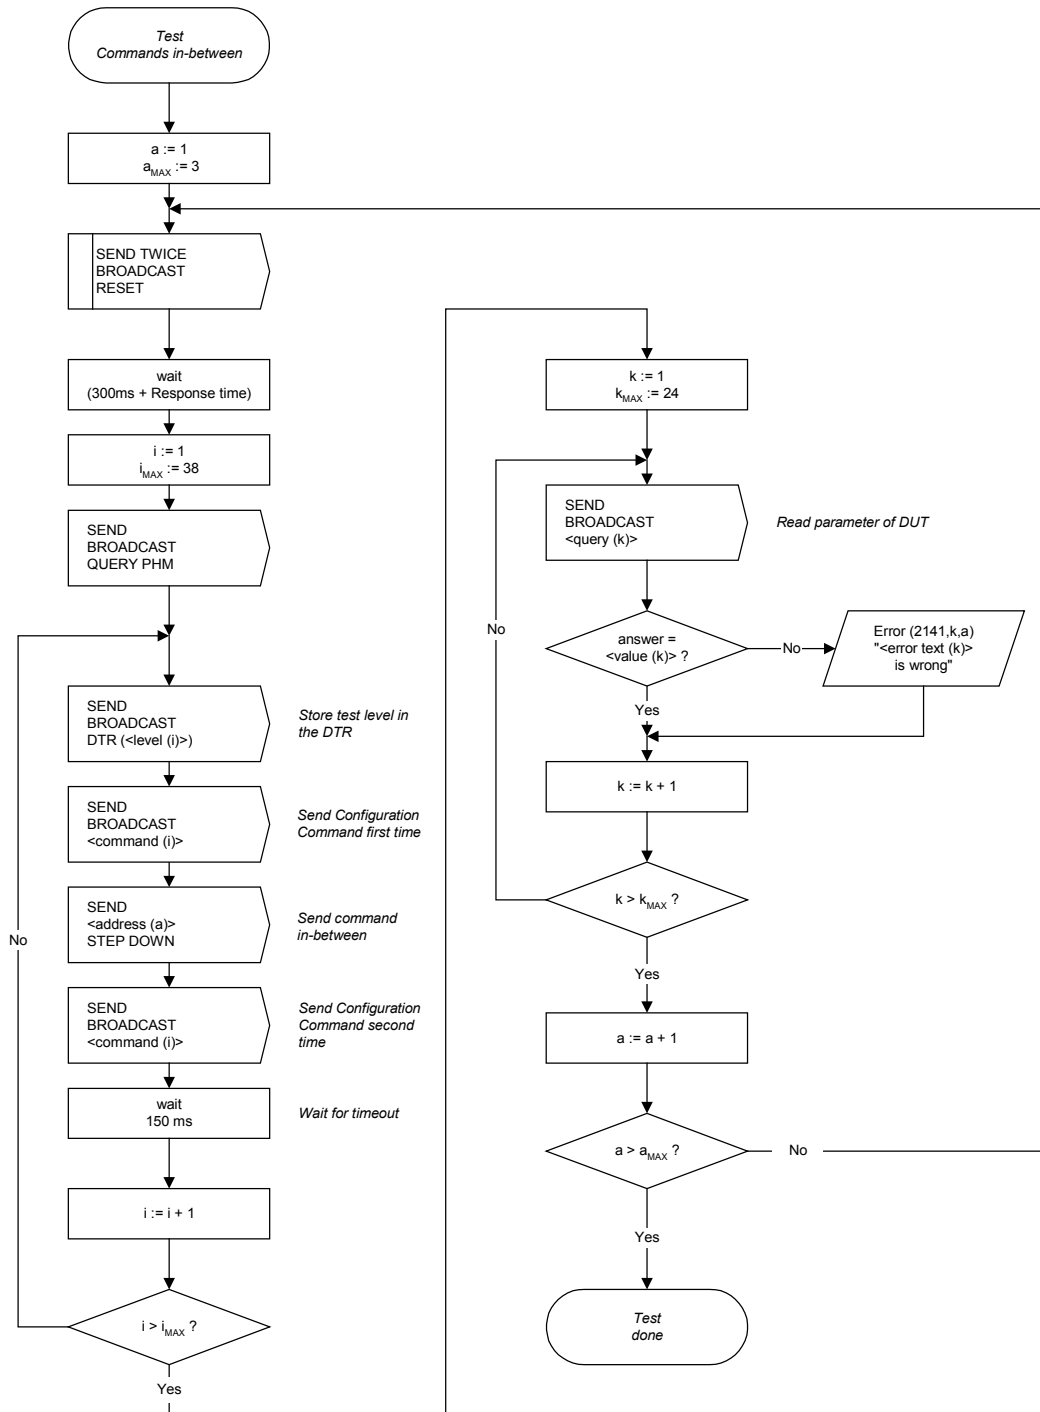 Test
Commands in-between
a := 1
aMAX := 3
SEND TWICE
BROADCAST
RESET
wait
(300ms + Response time)
i := 1
iMAX := 38
SEND
BROADCAST
QUERY PHM
SEND
BROADCAST
DTR (<level (i)>)
Store test level in
the DTR
SEND
BROADCAST
<command (i)>
Send Configuration
Command first time
SEND
<address (a)>
STEP DOWN
Send command
in-between
No
SEND
BROADCAST
<command (i)>
Send Configuration
Command second
time
wait
150 ms
Wait for timeout
i := i + 1
i > iMAX ?
Yes
k := 1
kMAX := 24
SEND
BROADCAST
<query (k)>
Read parameter of DUT
No
answer =
<value (k)> ?
No
Error (2141,k,a)
"<error text (k)>
is wrong"
Yes
k := k + 1
k > kMAX ?
Yes
a := a + 1
a > aMAX ?
No
Yes
Test
done